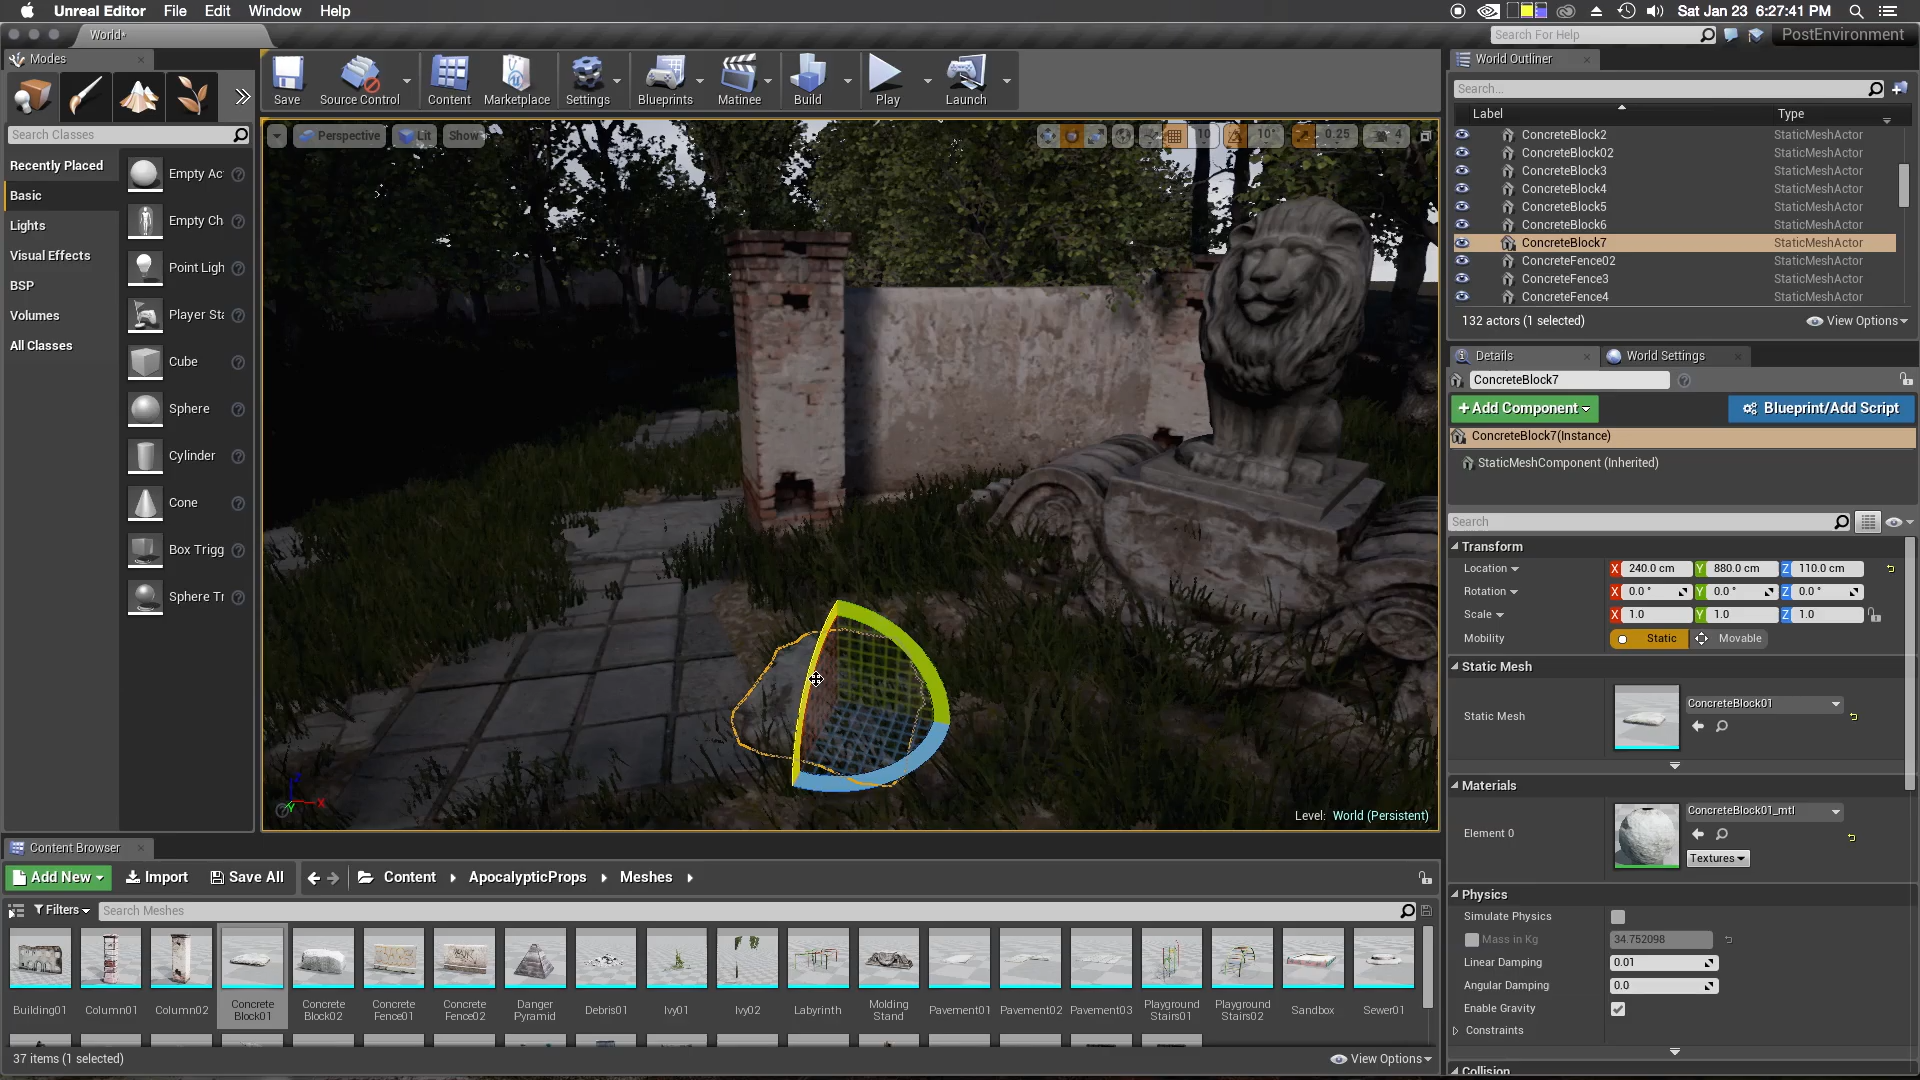 Unreal Editor File Edit Window Help
Sat Jan 23 6:27:41 PM
World*
Search For Help
PostEnvironment
Modes
Save
Source Control
Content
Marketplace
Settings
Blueprints
Matinee
Build
Play
Launch
World Outliner
Search...
Label Type
ConcreteBlock2 StaticMeshActor
ConcreteBlock02 StaticMeshActor
ConcreteBlock3 StaticMeshActor
ConcreteBlock4 StaticMeshActor
ConcreteBlock5 StaticMeshActor
ConcreteBlock6 StaticMeshActor
ConcreteBlock7 StaticMeshActor
ConcreteFence02 StaticMeshActor
ConcreteFence3 StaticMeshActor
ConcreteFence4 StaticMeshActor
132 actors (1 selected)
View Options
Search Classes
Recently Placed
Basic
Lights
Visual Effects
BSP
Volumes
All Classes
Empty Ac
Empty Ch
Point Ligh
Player Sta
Cube
Sphere
Cylinder
Cone
Box Trigg
Sphere Tr
Perspective
Lit
Show
10
10°
0.25
4
X
Y
Z
Level: World (Persistent)
Details
World Settings
ConcreteBlock7
+Add Component
Blueprint/Add Script
ConcreteBlock7(Instance)
StaticMeshComponent (Inherited)
Search
Transform
Location X 240.0 cm Y 880.0 cm Z 110.0 cm
Rotation X 0.0 ° Y 0.0 ° Z 0.0 °
Scale X 1.0 Y 1.0 Z 1.0
Mobility Static Movable
Static Mesh
Static Mesh ConcreteBlock01
Materials
Element 0 ConcreteBlock01_mtl
Textures
Physics
Simulate Physics
Mass in Kg 34.752098
Linear Damping 0.01
Angular Damping 0.0
Enable Gravity
Constraints
Collision
Content Browser
Add New
Import
Save All
Content
ApocalypticProps
Meshes
Filters
Search Meshes
Building01
Column01
Column02
Concrete Block01
Concrete Block02
Concrete Fence01
Concrete Fence02
Danger Pyramid
Debris01
Ivy01
Ivy02
Labyrinth
Molding Stand
Pavement01
Pavement02
Pavement03
Playground Stairs01
Playground Stairs02
Sandbox
Sewer01
37 items (1 selected)
View Options